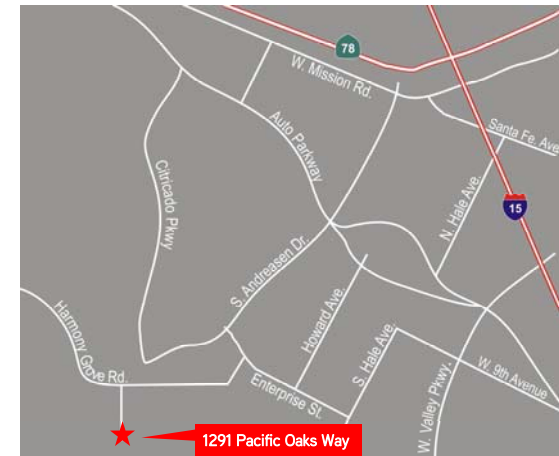 78
W. Mission Rd.
Santa Fe. Ave
Auto Parkway
Citricado Pkwy
N. Hale Ave.
15
S. Andreasen Dr.
Howard Ave.
Harmony Grove Rd.
S. Hale Ave.
W. Valley Pkwy.
W. 9th Avenue
Enterprise St.
1291 Pacific Oaks Way